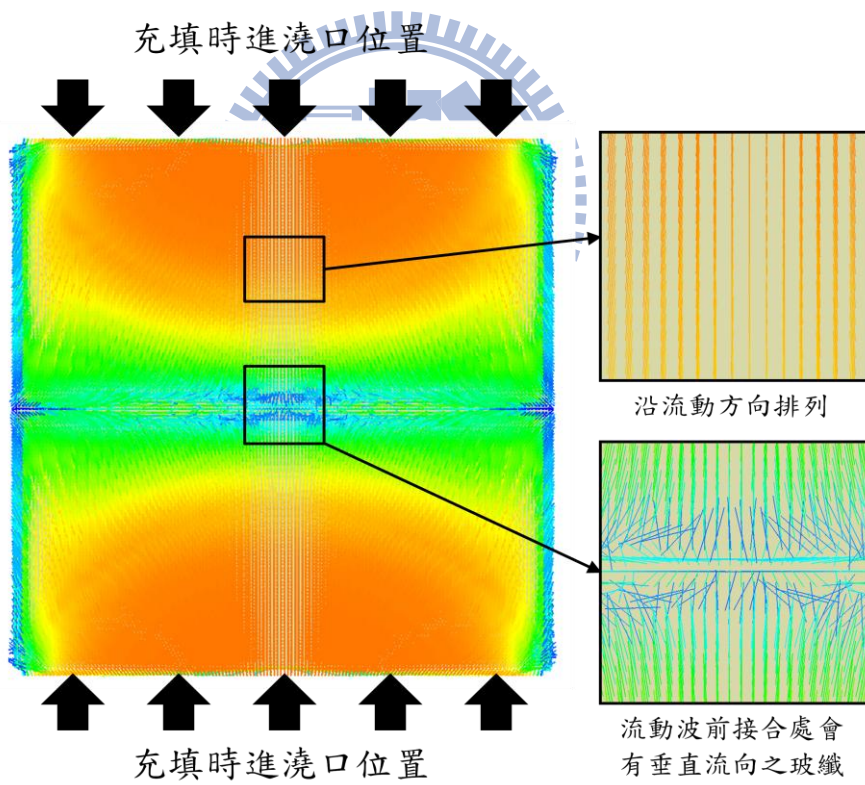 充填時進澆口位置
沿流動方向排列
流動波前接合處會
有垂直流向之玻纖
充填時進澆口位置